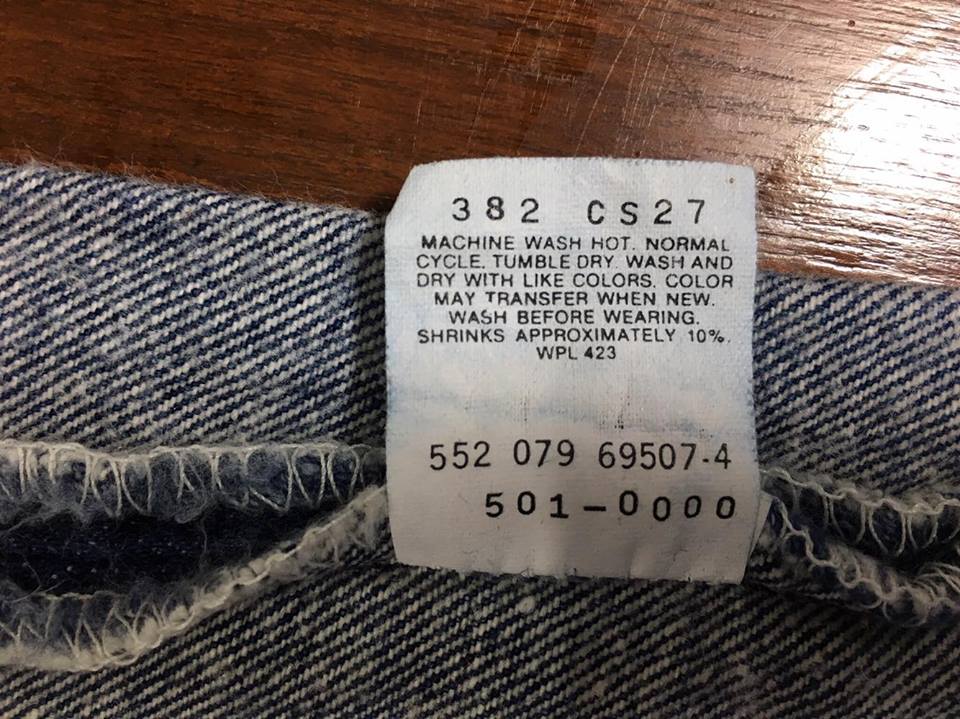 382 CS27
MACHINE WASH HOT. NORMAL
CYCLE. TUMBLE DRY. WASH AND
DRY WITH LIKE COLORS. COLOR
MAY TRANSFER WHEN NEW.
WASH BEFORE WEARING.
SHRINKS APPROXIMATELY 10%.
WPL 423
552 079 69507-4
501-0000